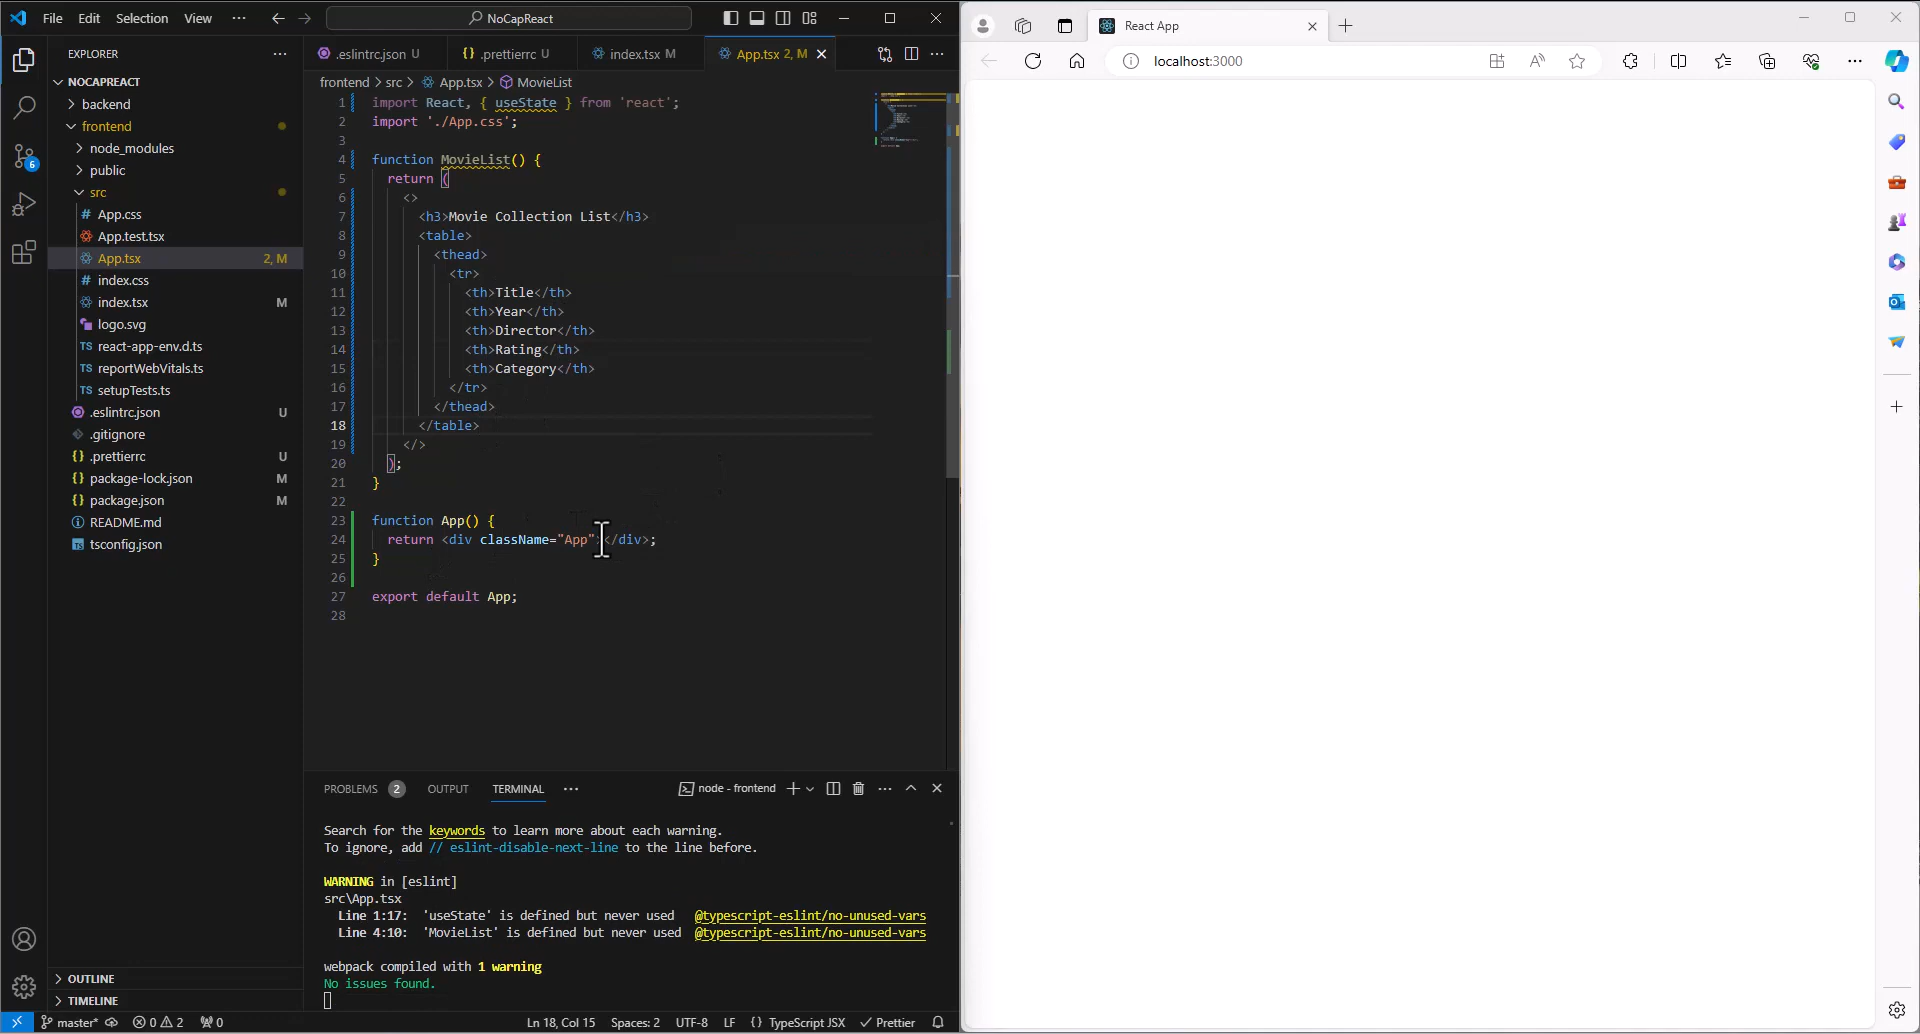 File Edit Selection View ··· NoCapReact
EXPLORER
NOCAPREACT
backend
frontend
node_modules
public
src
# App.css
App.test.tsx
App.tsx 2, M
# index.css
index.tsx M
logo.svg
TS react-app-env.d.ts
TS reportWebVitals.ts
TS setupTests.ts
.eslintrc.json U
.gitignore
{} .prettierrc U
{} package-lock.json M
{} package.json M
README.md
TS tsconfig.json
OUTLINE
TIMELINE
6
.eslintrc.json U {} .prettierrc U index.tsx M App.tsx 2, M
frontend > src > App.tsx > MovieList
1 import React, { useState } from 'react';
2 import './App.css';
3
4 function MovieList() {
5 return (
6 <>
7 <h3>Movie Collection List</h3>
8 <table>
9 <thead>
10 <tr>
11 <th>Title</th>
12 <th>Year</th>
13 <th>Director</th>
14 <th>Rating</th>
15 <th>Category</th>
16 </tr>
17 </thead>
18 </table>
19 </>
20 );
21 }
22
23 function App() {
24 return <div className="App"></div>;
25 }
26
27 export default App;
28
PROBLEMS 2 OUTPUT TERMINAL ··· node - frontend
Search for the keywords to learn more about each warning.
To ignore, add // eslint-disable-next-line to the line before.
WARNING in [eslint]
src\App.tsx
Line 1:17: 'useState' is defined but never used @typescript-eslint/no-unused-vars
Line 4:10: 'MovieList' is defined but never used @typescript-eslint/no-unused-vars
webpack compiled with 1 warning
No issues found.
master* 0 2 0 Ln 18, Col 15 Spaces: 2 UTF-8 LF {} TypeScript JSX Prettier
React App
localhost:3000